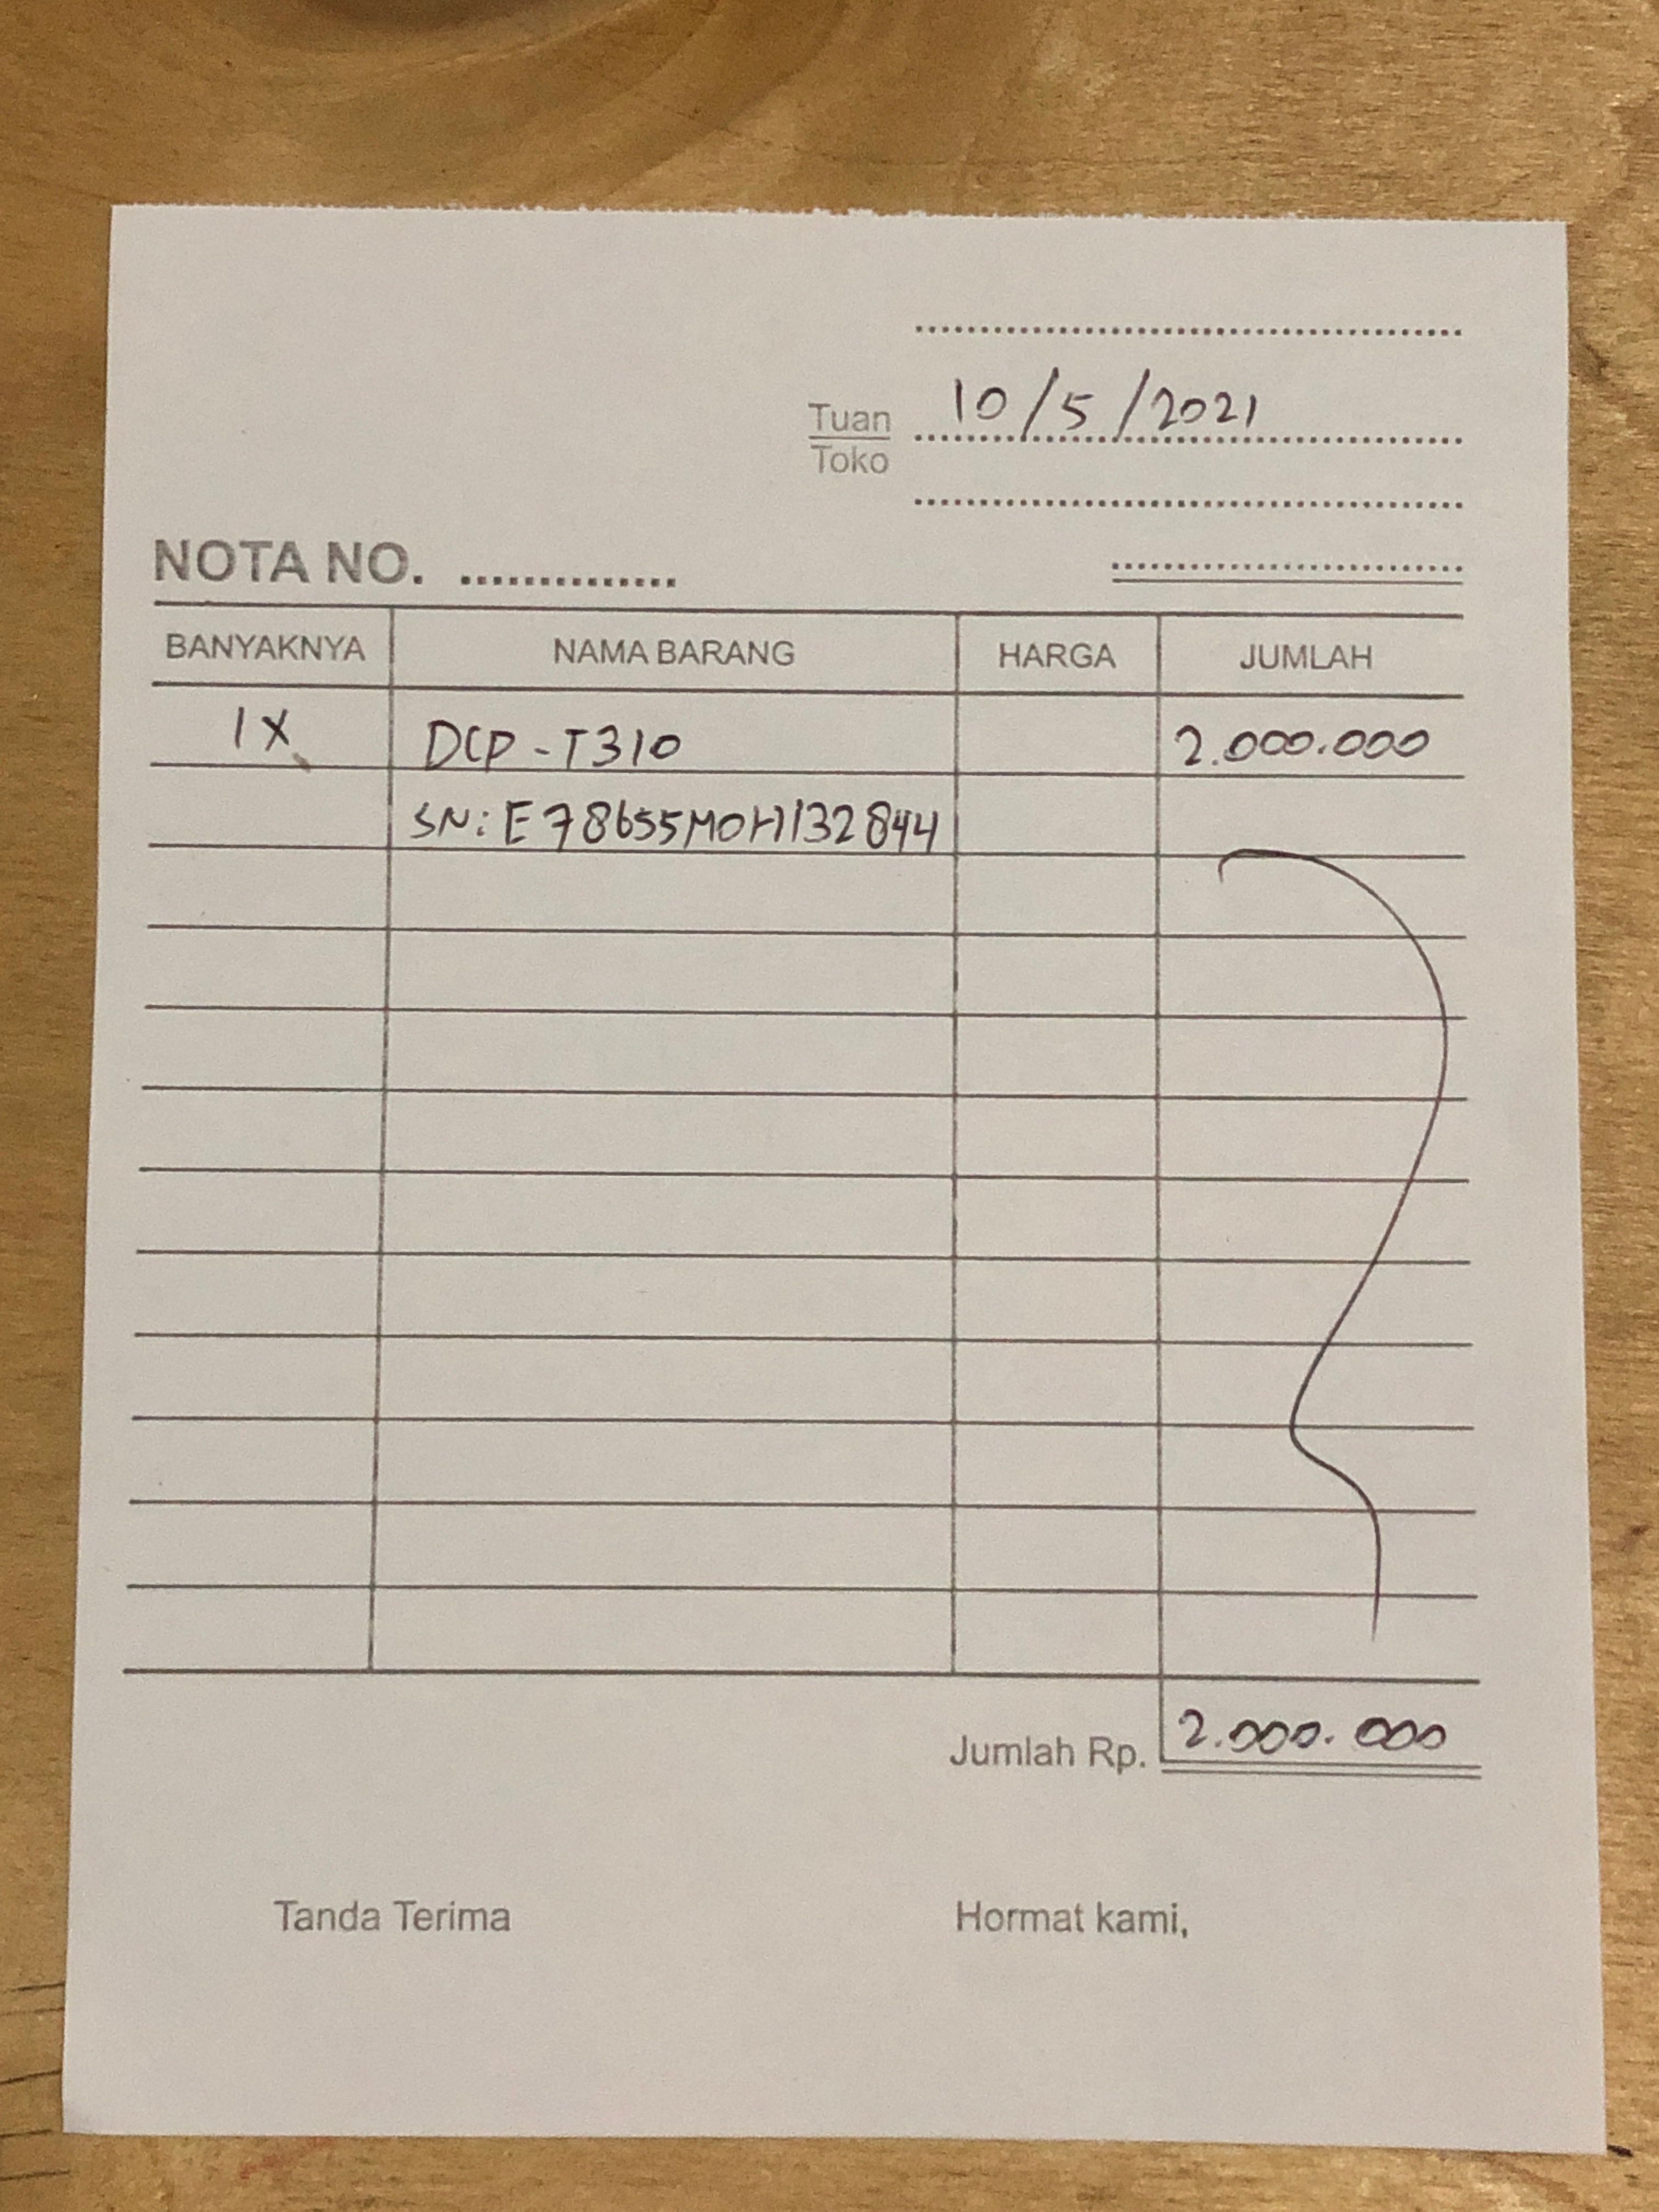 10/5/2021
Tuan
Toko
NOTA NO. ..............
BANYAKNYA NAMA BARANG HARGA JUMLAH
1X DCP-T310 2.000.000
SN: E78655M0H132844
Jumlah Rp. 2.000.000
Tanda Terima Hormat kami,